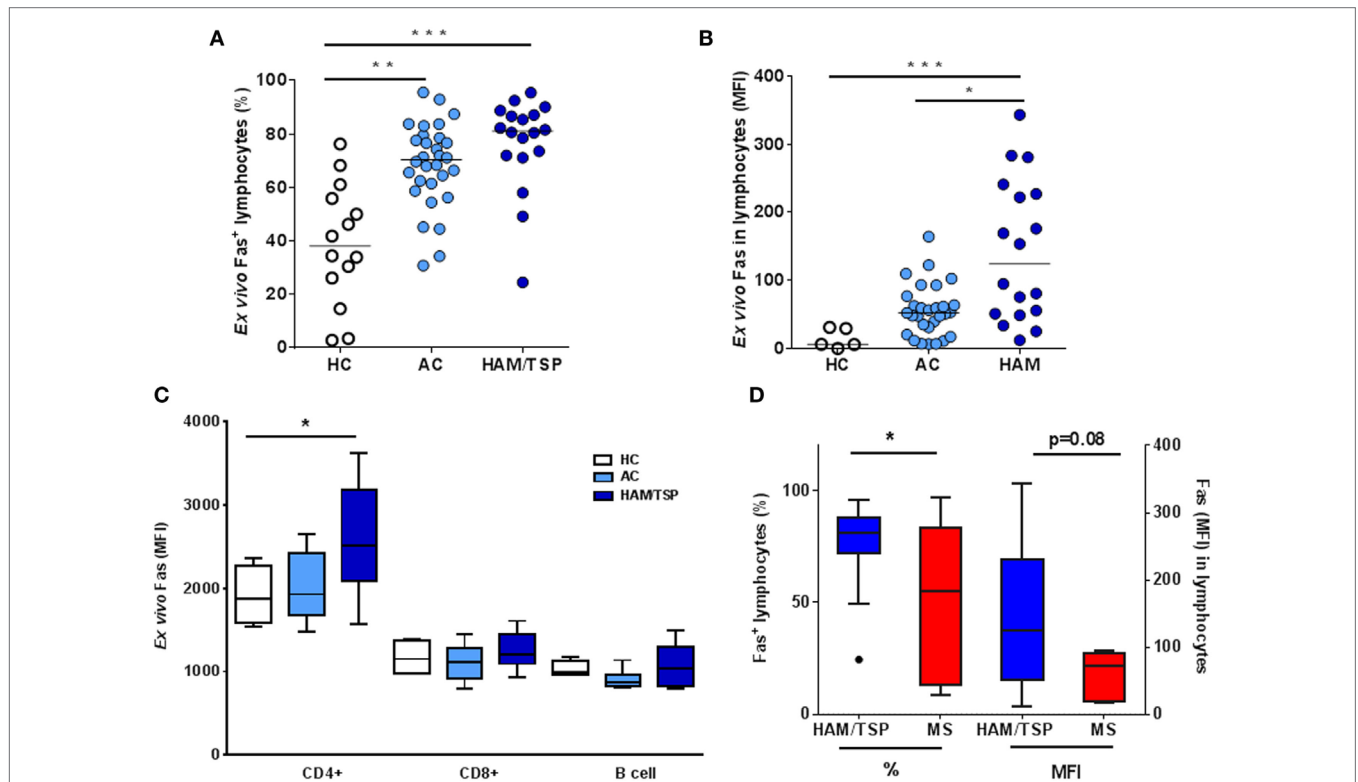 A
* * *
* *
Ex vivo Fas+ lymphocytes (%)
100
80
60
40
20
0
HC AC HAM/TSP
B
* * *
*
Ex vivo Fas in lymphocytes (MFI)
400
300
200
100
0
HC AC HAM
C
*
Ex vivo Fas (MFI)
4000
3000
2000
1000
0
HC
AC
HAM/TSP
CD4+ CD8+ B cell
D
*
p=0.08
Fas+ lymphocytes (%)
100
50
0
400
300
200
100
0
Fas (MFI) in lymphocytes
HAM/TSP MS HAM/TSP MS
% MFI